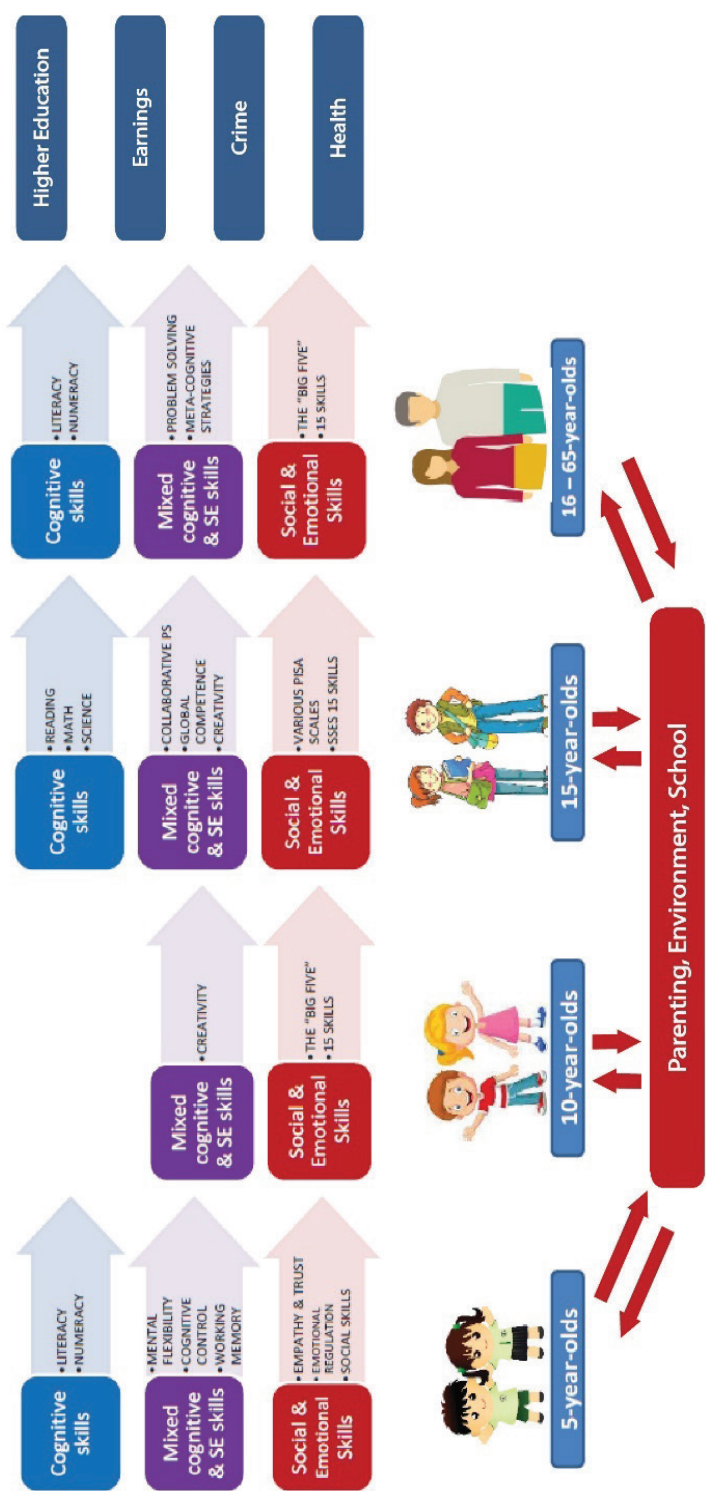 Cognitive
skills
• LITERACY
• NUMERACY
Mixed
cognitive
& SE skills
• MENTAL
FLEXIBILITY
• COGNITIVE
CONTROL
• WORKING
MEMORY
Social &
Emotional
Skills
• EMPATHY & TRUST
• EMOTIONAL
REGULATION
• SOCIAL SKILLS
5-year-olds
Mixed
cognitive
& SE skills
• CREATIVITY
Social &
Emotional
Skills
• THE "BIG FIVE"
• 15 SKILLS
10-year-olds
Cognitive
skills
• READING
• MATH
• SCIENCE
Mixed
cognitive
& SE skills
• COLLABORATIVE PS
• GLOBAL
COMPETENCE
• CREATIVITY
Social &
Emotional
Skills
• VARIOUS PISA
SCALES
• SSES 15 SKILLS
15-year-olds
Cognitive
skills
• LITERACY
• NUMERACY
Mixed
cognitive
& SE skills
• PROBLEM SOLVING
• META-COGNITIVE
STRATEGIES
Social &
Emotional
Skills
• THE "BIG FIVE"
• 15 SKILLS
16 – 65-year-olds
Higher Education
Earnings
Crime
Health
Parenting, Environment, School